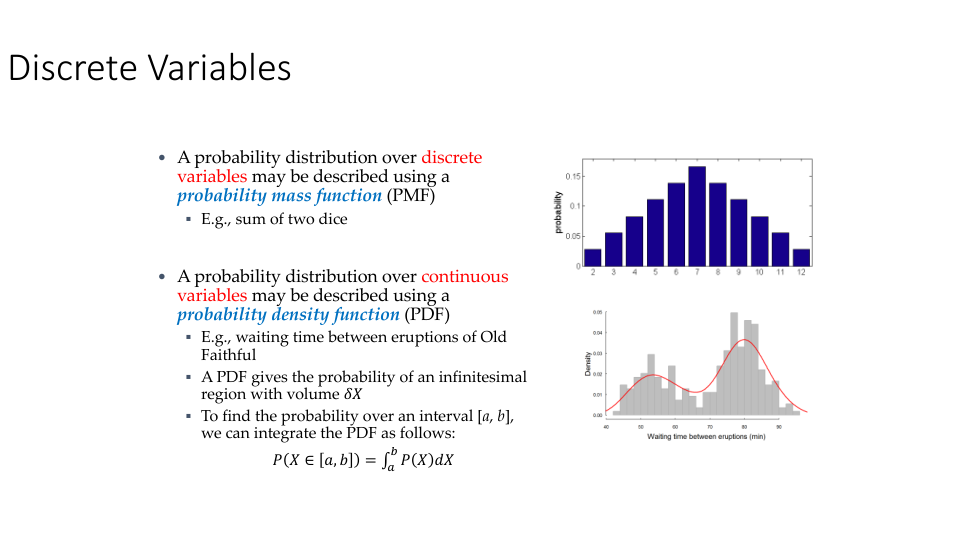 Discrete Variables
• A probability distribution over discrete
variables may be described using a
probability mass function (PMF)
▪ E.g., sum of two dice
• A probability distribution over continuous
variables may be described using a
probability density function (PDF)
▪ E.g., waiting time between eruptions of Old
Faithful
▪ A PDF gives the probability of an infinitesimal
region with volume δX
▪ To find the probability over an interval [a, b],
we can integrate the PDF as follows:
P(X ∈ [a, b]) = ∫_a^b P(X)dX
probability
0.15
0.1
0.05
0
2 3 4 5 6 7 8 9 10 11 12
Density
0.05
0.04
0.03
0.02
0.01
0.00
40 50 60 70 80 90
Waiting time between eruptions (min)